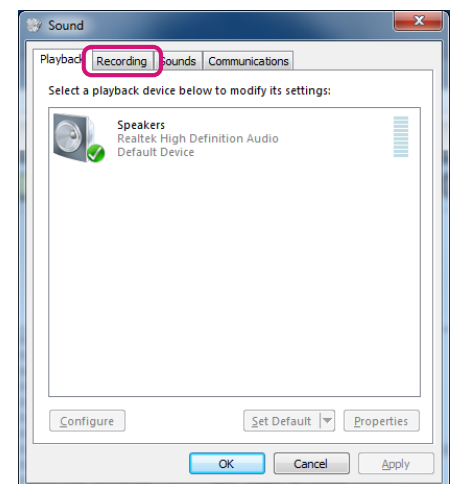 Sound
Playback Recording Sounds Communications
Select a playback device below to modify its settings:
Speakers
Realtek High Definition Audio
Default Device
Configure Set Default Properties
OK Cancel Apply